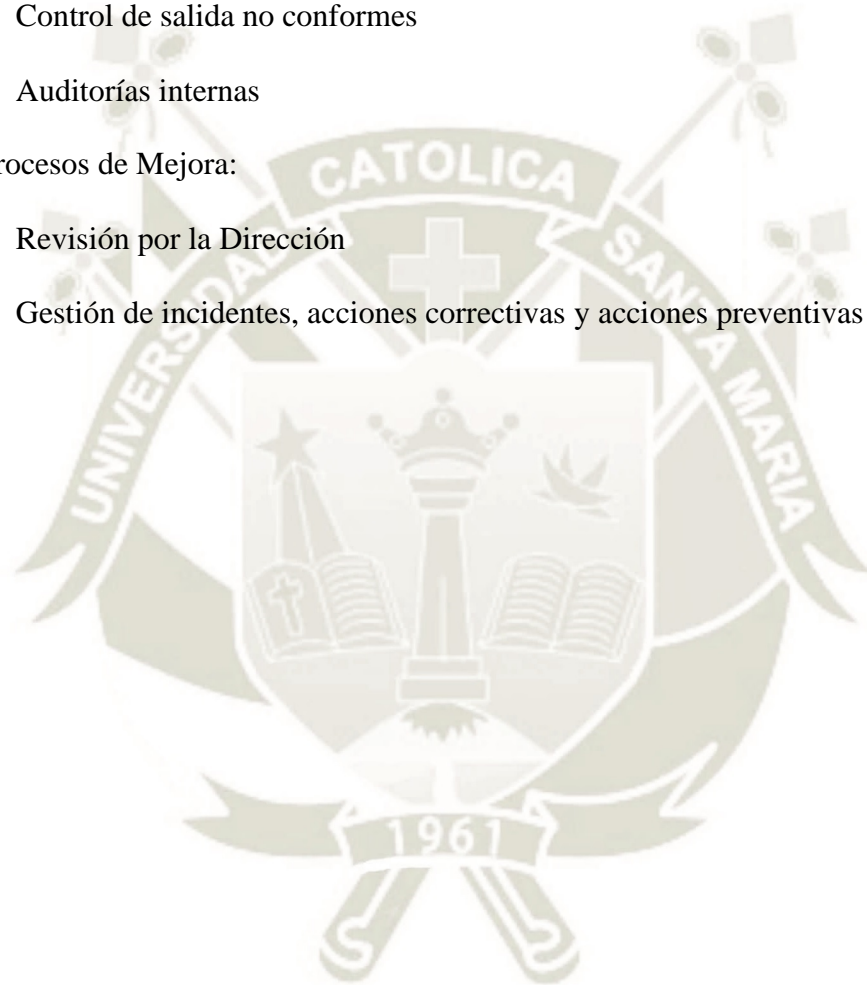 Control de salida no conformes
Auditorías internas
rocesos de Mejora:
Revisión por la Dirección
Gestión de incidentes, acciones correctivas y acciones preventivas
UNIVERSIDAD CATOLICA SANTA MARIA
1961